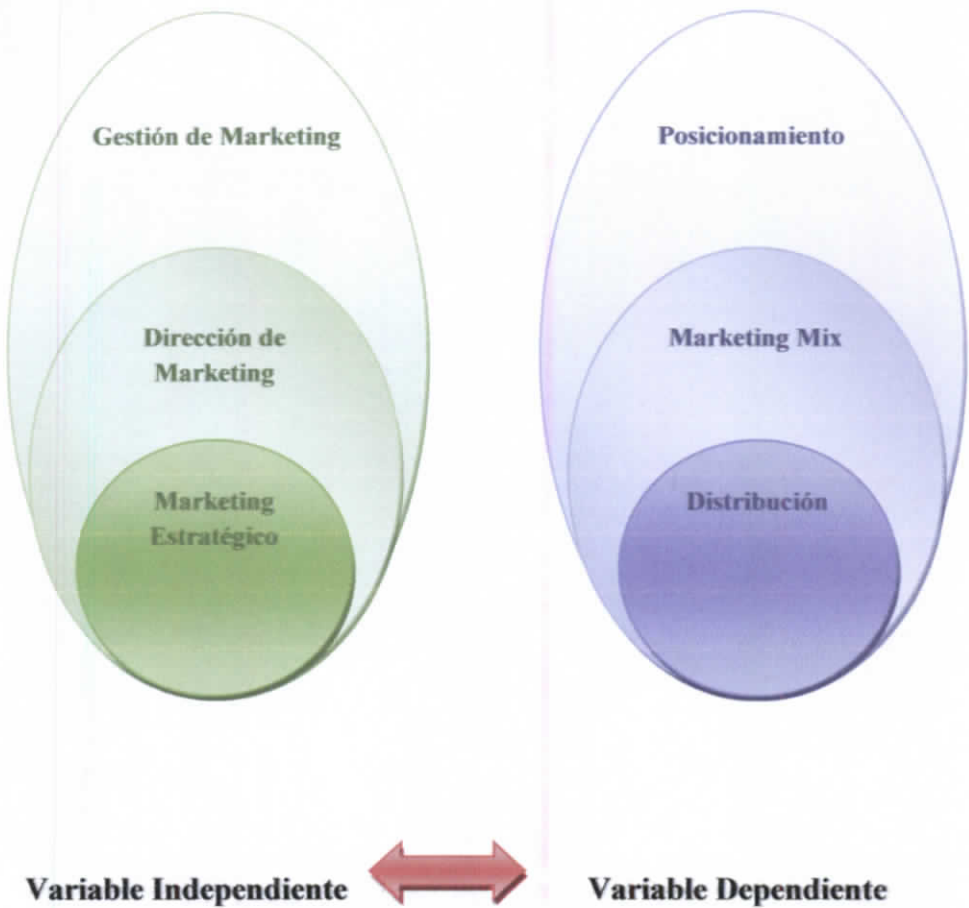 Gestión de Marketing
Dirección de
Marketing
Marketing
Estratégico
Posicionamiento
Marketing Mix
Distribución
Variable Independiente
Variable Dependiente